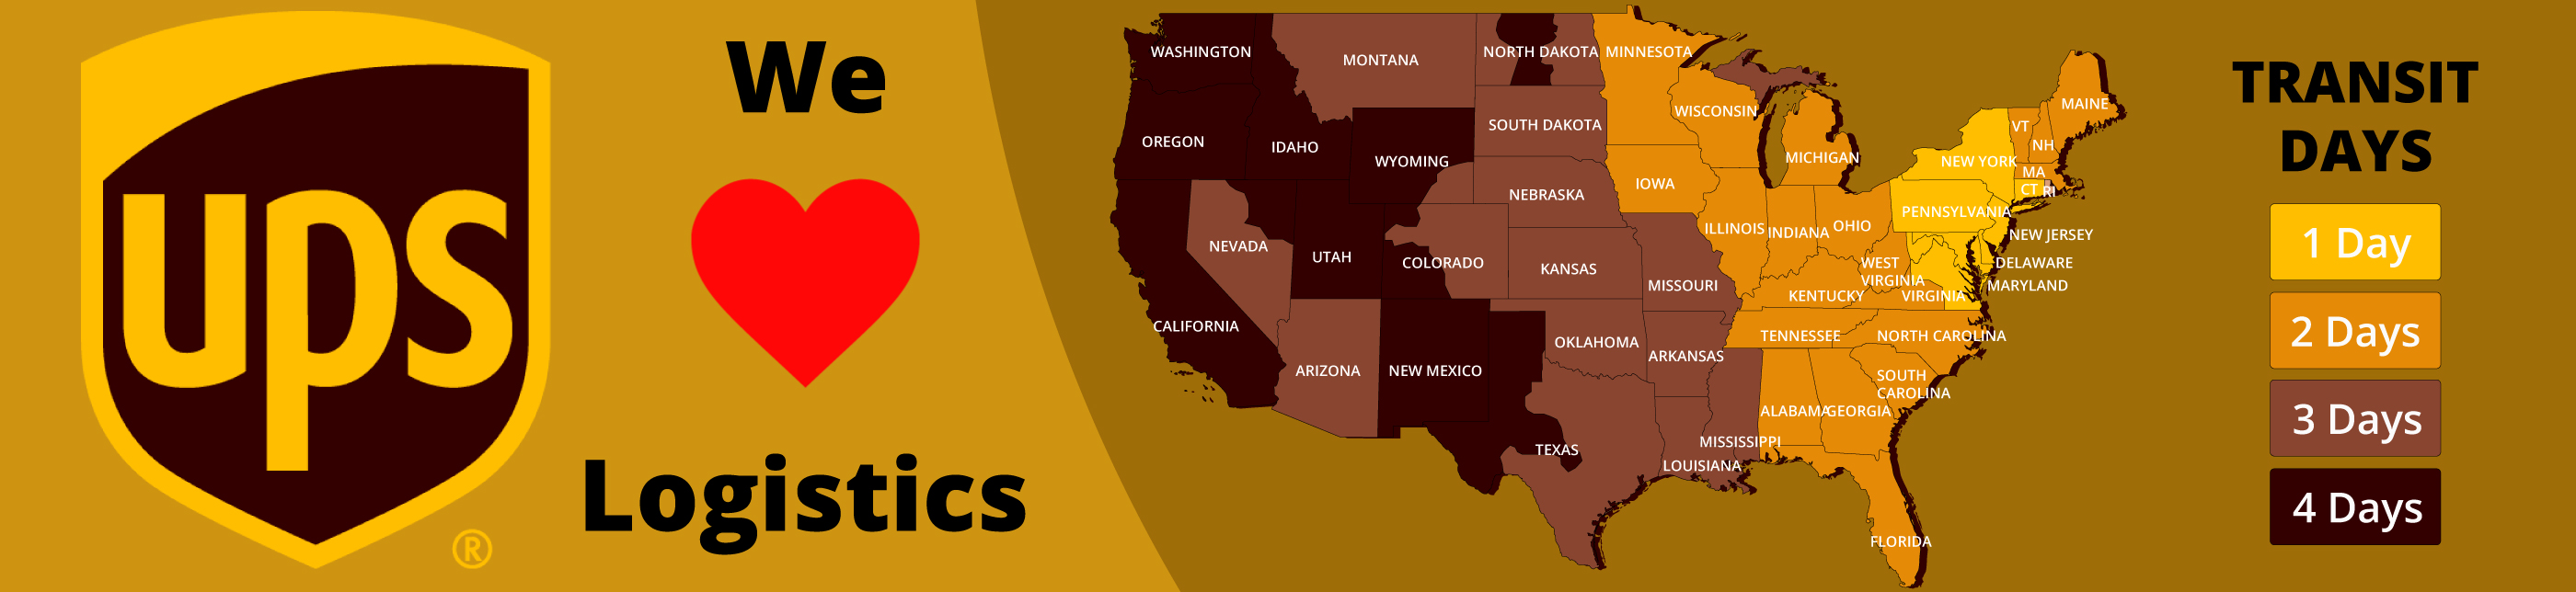 ups
®
We
Logistics
WASHINGTON
MONTANA
NORTH DAKOTA
MINNESOTA
OREGON
IDAHO
WYOMING
SOUTH DAKOTA
WISCONSIN
MICHIGAN
NEW YORK
VT
NH
MAINE
MA
CT
RI
NEVADA
UTAH
COLORADO
NEBRASKA
IOWA
ILLINOIS
INDIANA
OHIO
PENNSYLVANIA
NEW JERSEY
DELAWARE
MARYLAND
WEST
VIRGINIA
VIRGINIA
KENTUCKY
KANSAS
MISSOURI
CALIFORNIA
ARIZONA
NEW MEXICO
OKLAHOMA
ARKANSAS
TENNESSEE
NORTH CAROLINA
SOUTH
CAROLINA
TEXAS
LOUISIANA
MISSISSIPPI
ALABAMA
GEORGIA
FLORIDA
TRANSIT
DAYS
1 Day
2 Days
3 Days
4 Days